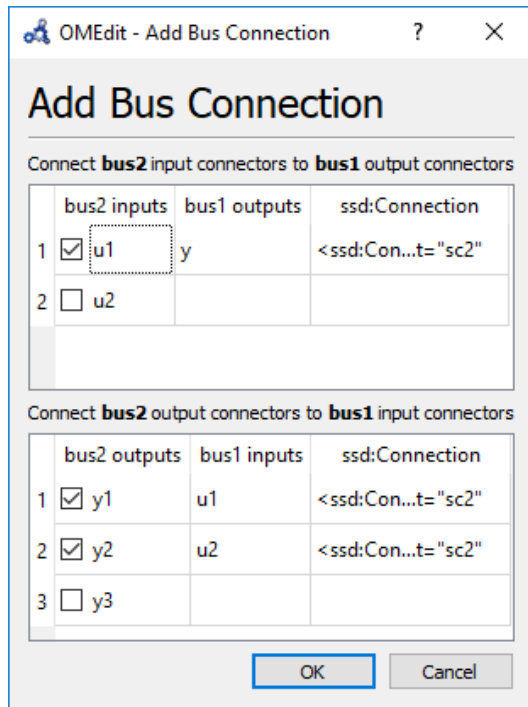 OMEdit - Add Bus Connection ? ×
Add Bus Connection
Connect bus2 input connectors to bus1 output connectors
bus2 inputs bus1 outputs ssd:Connection
1 u1 y <ssd:Con...t="sc2"
2 u2
Connect bus2 output connectors to bus1 input connectors
bus2 outputs bus1 inputs ssd:Connection
1 y1 u1 <ssd:Con...t="sc2"
2 y2 u2 <ssd:Con...t="sc2"
3 y3
OK Cancel